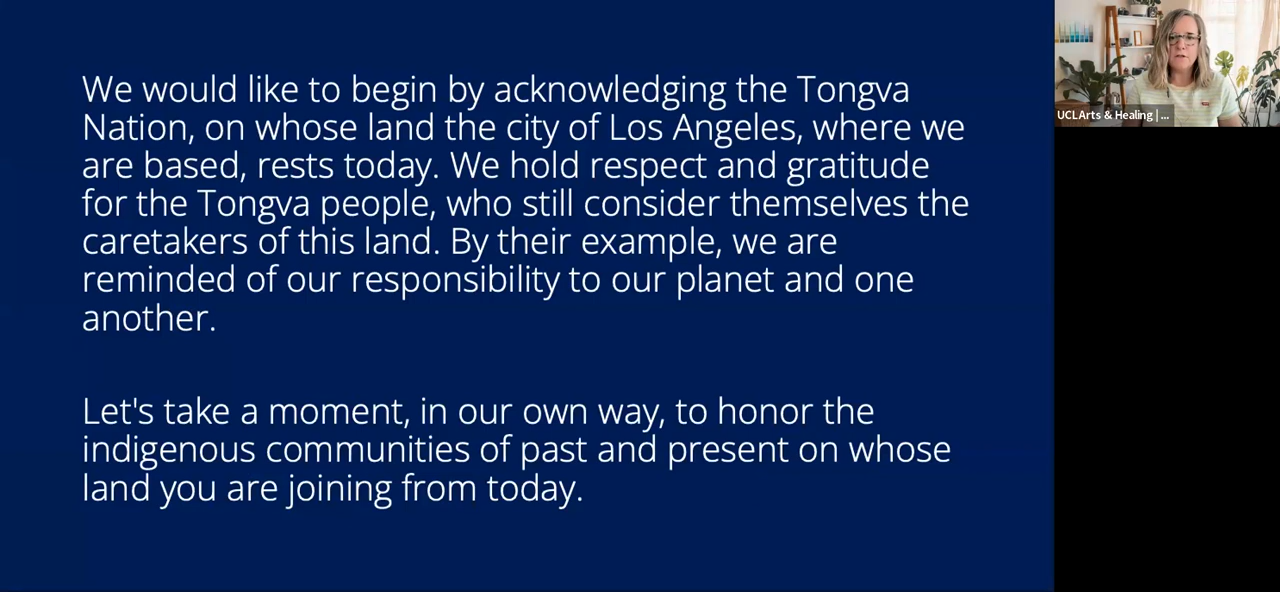 We would like to begin by acknowledging the Tongva
Nation, on whose land the city of Los Angeles, where we
are based, rests today. We hold respect and gratitude
for the Tongva people, who still consider themselves the
caretakers of this land. By their example, we are
reminded of our responsibility to our planet and one
another.
Let's take a moment, in our own way, to honor the
indigenous communities of past and present on whose
land you are joining from today.
UCLArts & Healing | ...